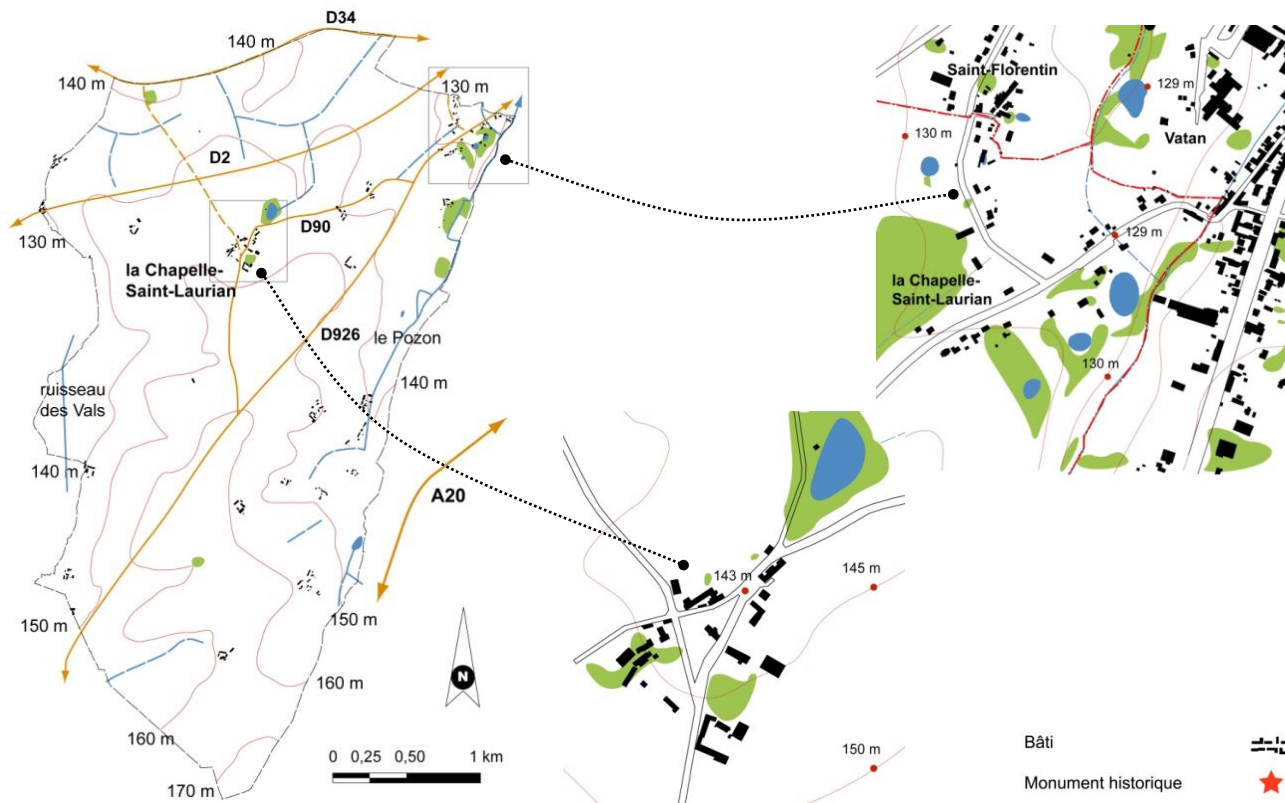 D34
140 m
140 m
130 m
D2
130 m
D90
la Chapelle-
Saint-Laurian
D926
le Pozon
140 m
ruisseau
des Vals
140 m
A20
150 m
150 m
160 m
160 m
170 m
N
0 0,25 0,50 1 km
Saint-Florentin
129 m
130 m
Vatan
129 m
la Chapelle-
Saint-Laurian
130 m
143 m
145 m
150 m
Bâti
Monument historique